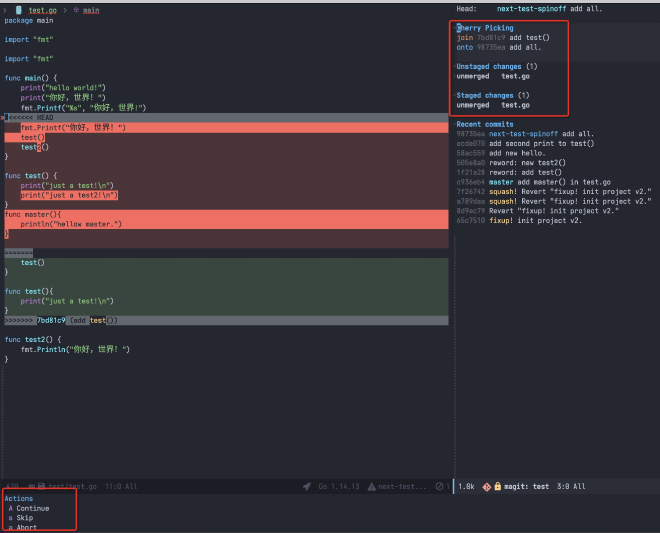 test.go > main
package main
import "fmt"
import "fmt"
func main() {
print("hello world!")
print("你好，世界！")
fmt.Printf("%s", "你好，世界！")
<<<<<< HEAD
fmt.Printf("你好，世界！")
test()
test2()
}
func test() {
print("just a test!\n")
print("just a test2!\n")
}
func master(){
println("hellow master.")
}
=======
test()
}
func test(){
print("just a test!\n")
}
>>>>>>> 7bd81c9 (add test())
func test2() {
fmt.Println("你好，世界！")
}
test/test.go 11:0 All
Go 1.14.13
next-test...
Actions
A Continue
s Skip
a Abort
Head: next-test-spinoff add all.
Cherry Picking
join 7bd81c9 add test()
onto 98735ea add all.
Unstaged changes (1)
unmerged test.go
Staged changes (1)
unmerged test.go
Recent commits
98735ea next-test-spinoff add all.
ecde070 add second print to test()
58ac559 add new hello.
505e8a0 reword: new test2()
1f21a28 reword: add test()
c936eb4 master add master() in test.go
7f26742 squash! Revert "fixup! init project v2."
a789daa squash! Revert "fixup! init project v2."
8d9ac79 Revert "fixup! init project v2."
65c7510 fixup! init project v2.
1.0k magit: test 3:0 All